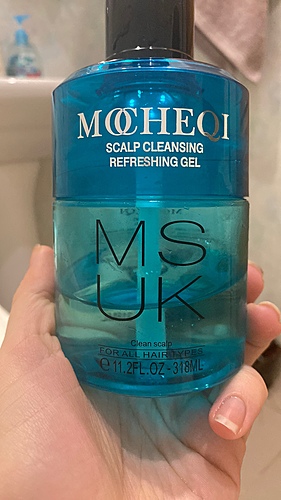 MOCHEQI
SCALP CLEANSING
REFRESHING GEL
MS
UK
Clean scalp
FOR ALL HAIR TYPES
℮ 11.2FL.OZ - 318ML